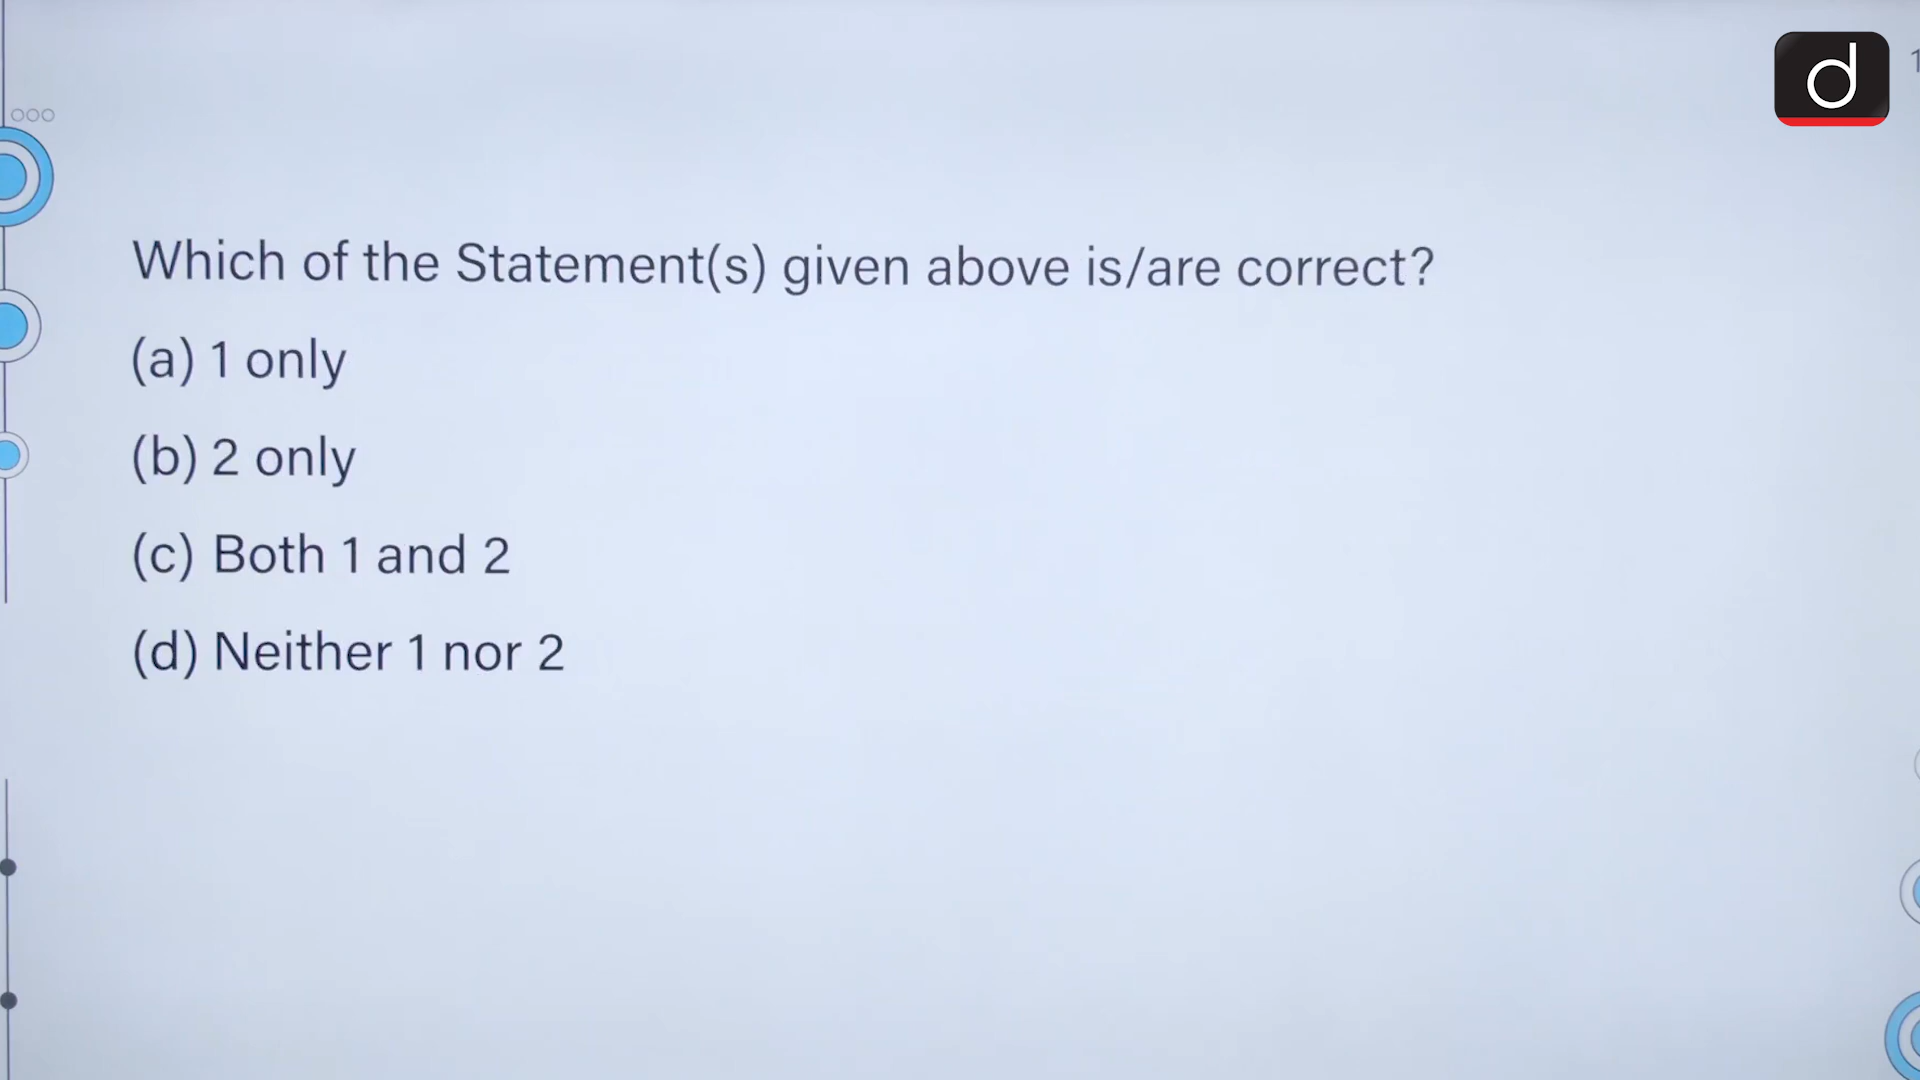 d
Which of the Statement(s) given above is/are correct?
(a) 1 only
(b) 2 only
(c) Both 1 and 2
(d) Neither 1 nor 2